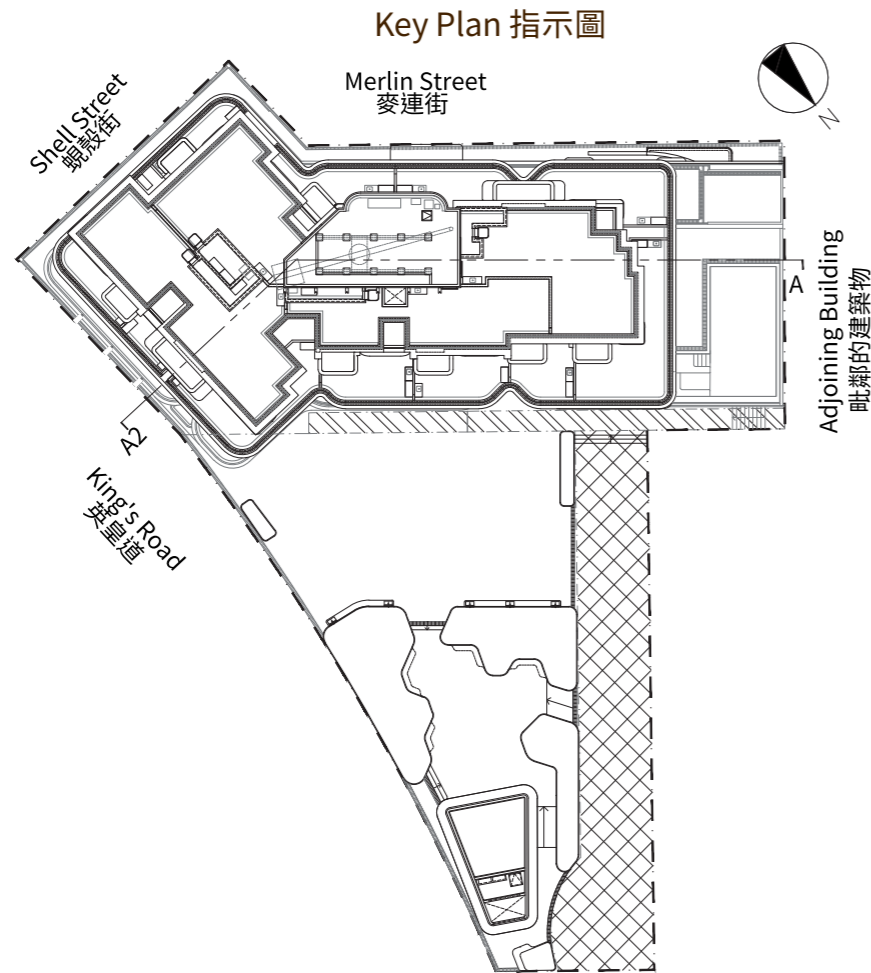 Key Plan 指示圖
Merlin Street
麥連街
Shell Street
蜆殼街
N
A
Adjoining Building
毗鄰的建築物
A2
King's Road
英皇道